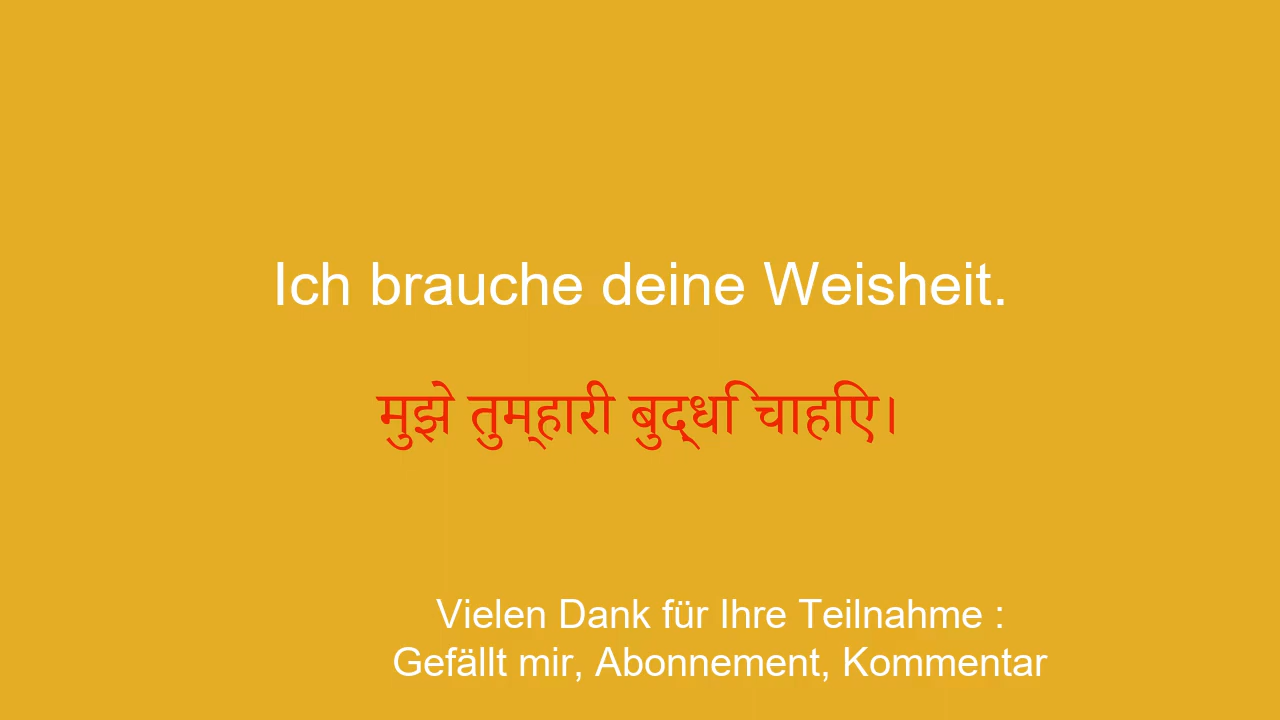 Ich brauche deine Weisheit.
मुझे तुम्हारी बुद्धि चाहिए।
Vielen Dank für Ihre Teilnahme :
Gefällt mir, Abonnement, Kommentar